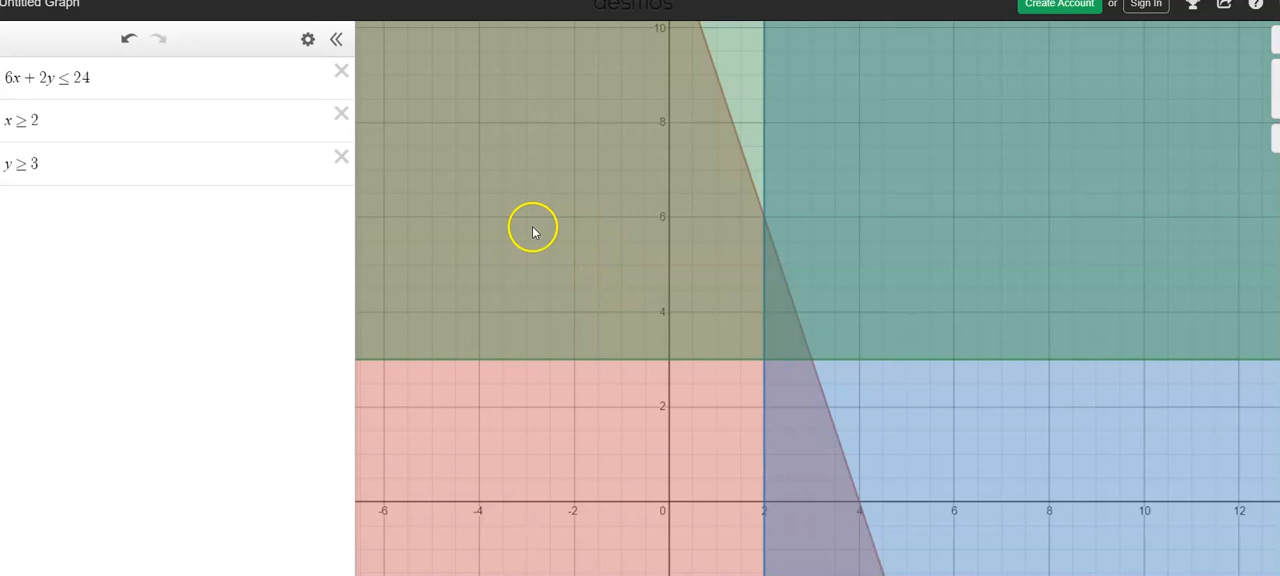 Untitled Graph
desmos
Create Account or Sign In
6x + 2y ≤ 24
x ≥ 2
y ≥ 3
10
8
6
4
2
-6 -4 -2 0 2 4 6 8 10 12